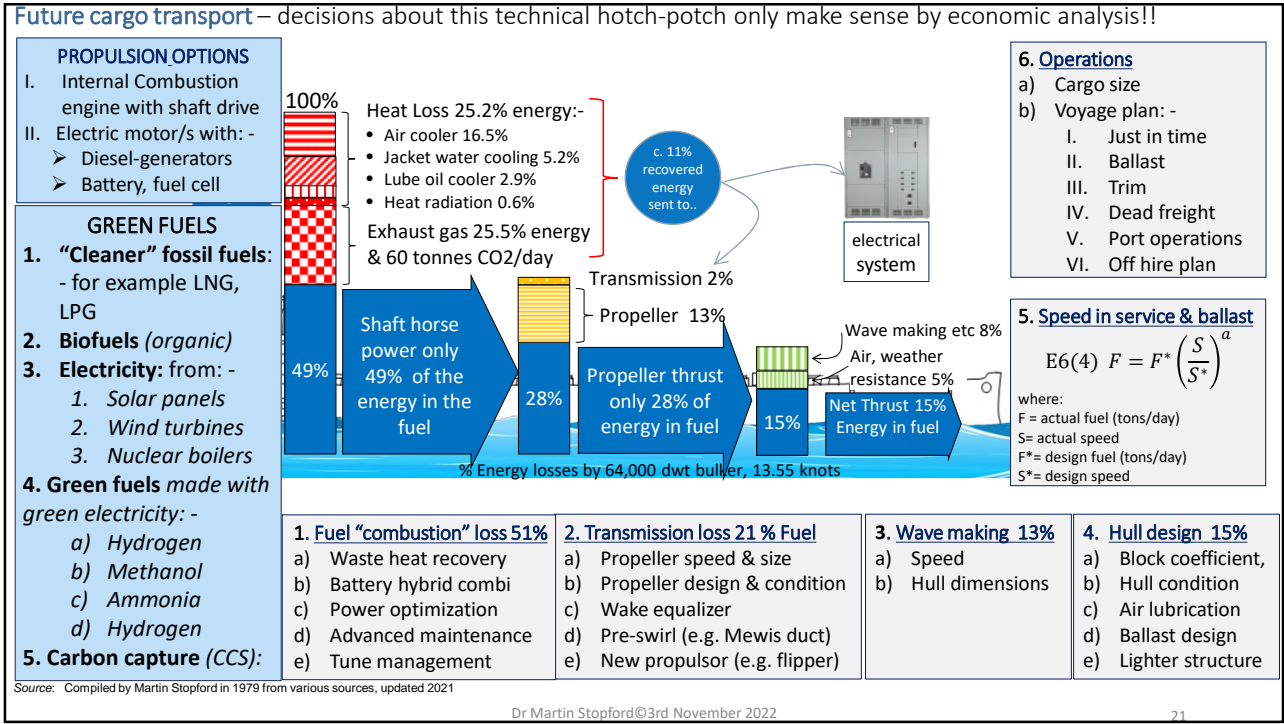 Future cargo transport – decisions about this technical hotch-potch only make sense by economic analysis!!
PROPULSION OPTIONS
I. Internal Combustion
engine with shaft drive
II. Electric motor/s with: -
➢ Diesel-generators
➢ Battery, fuel cell
GREEN FUELS
1. “Cleaner” fossil fuels:
- for example LNG,
LPG
2. Biofuels (organic)
3. Electricity: from: -
1. Solar panels
2. Wind turbines
3. Nuclear boilers
4. Green fuels made with
green electricity: -
a) Hydrogen
b) Methanol
c) Ammonia
d) Hydrogen
5. Carbon capture (CCS):
100%
49%
Heat Loss 25.2% energy:-
• Air cooler 16.5%
• Jacket water cooling 5.2%
• Lube oil cooler 2.9%
• Heat radiation 0.6%
Exhaust gas 25.5% energy
& 60 tonnes CO2/day
c. 11%
recovered
energy
sent to..
electrical
system
Shaft horse
power only
49% of the
energy in the
fuel
Transmission 2%
Propeller 13%
28%
Propeller thrust
only 28% of
energy in fuel
Wave making etc 8%
Air, weather
resistance 5%
15%
Net Thrust 15%
Energy in fuel
% Energy losses by 64,000 dwt bulker, 13.55 knots
6. Operations
a) Cargo size
b) Voyage plan: -
I. Just in time
II. Ballast
III. Trim
IV. Dead freight
V. Port operations
VI. Off hire plan
5. Speed in service & ballast
E6(4) F = F* (S/S*)^a
where:
F = actual fuel (tons/day)
S= actual speed
F*= design fuel (tons/day)
S*= design speed
1. Fuel “combustion” loss 51%
a) Waste heat recovery
b) Battery hybrid combi
c) Power optimization
d) Advanced maintenance
e) Tune management
2. Transmission loss 21 % Fuel
a) Propeller speed & size
b) Propeller design & condition
c) Wake equalizer
d) Pre-swirl (e.g. Mewis duct)
e) New propulsor (e.g. flipper)
3. Wave making 13%
a) Speed
b) Hull dimensions
4. Hull design 15%
a) Block coefficient,
b) Hull condition
c) Air lubrication
d) Ballast design
e) Lighter structure
Source: Compiled by Martin Stopford in 1979 from various sources, updated 2021
Dr Martin Stopford©3rd November 2022
21